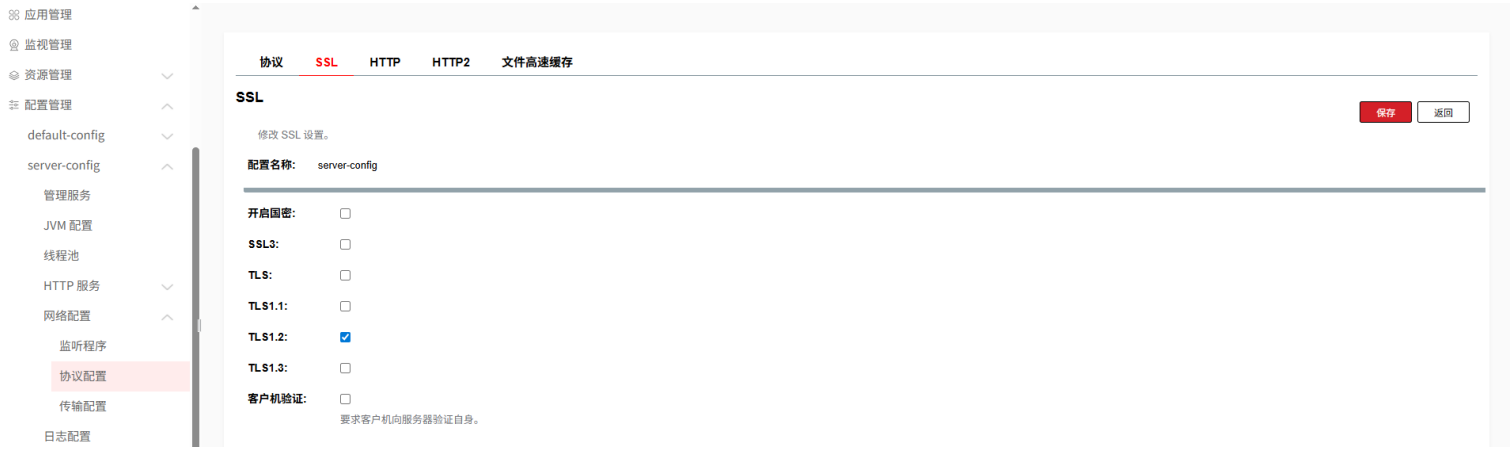 应用管理
监视管理
资源管理
配置管理
default-config
server-config
管理服务
JVM 配置
线程池
HTTP 服务
网络配置
监听程序
协议配置
传输配置
日志配置
协议 SSL HTTP HTTP2 文件高速缓存
SSL
保存 返回
修改 SSL 设置。
配置名称: server-config
开启国密:
SSL3:
TLS:
TLS1.1:
TLS1.2:
TLS1.3:
客户机验证:
要求客户机向服务器验证自身。